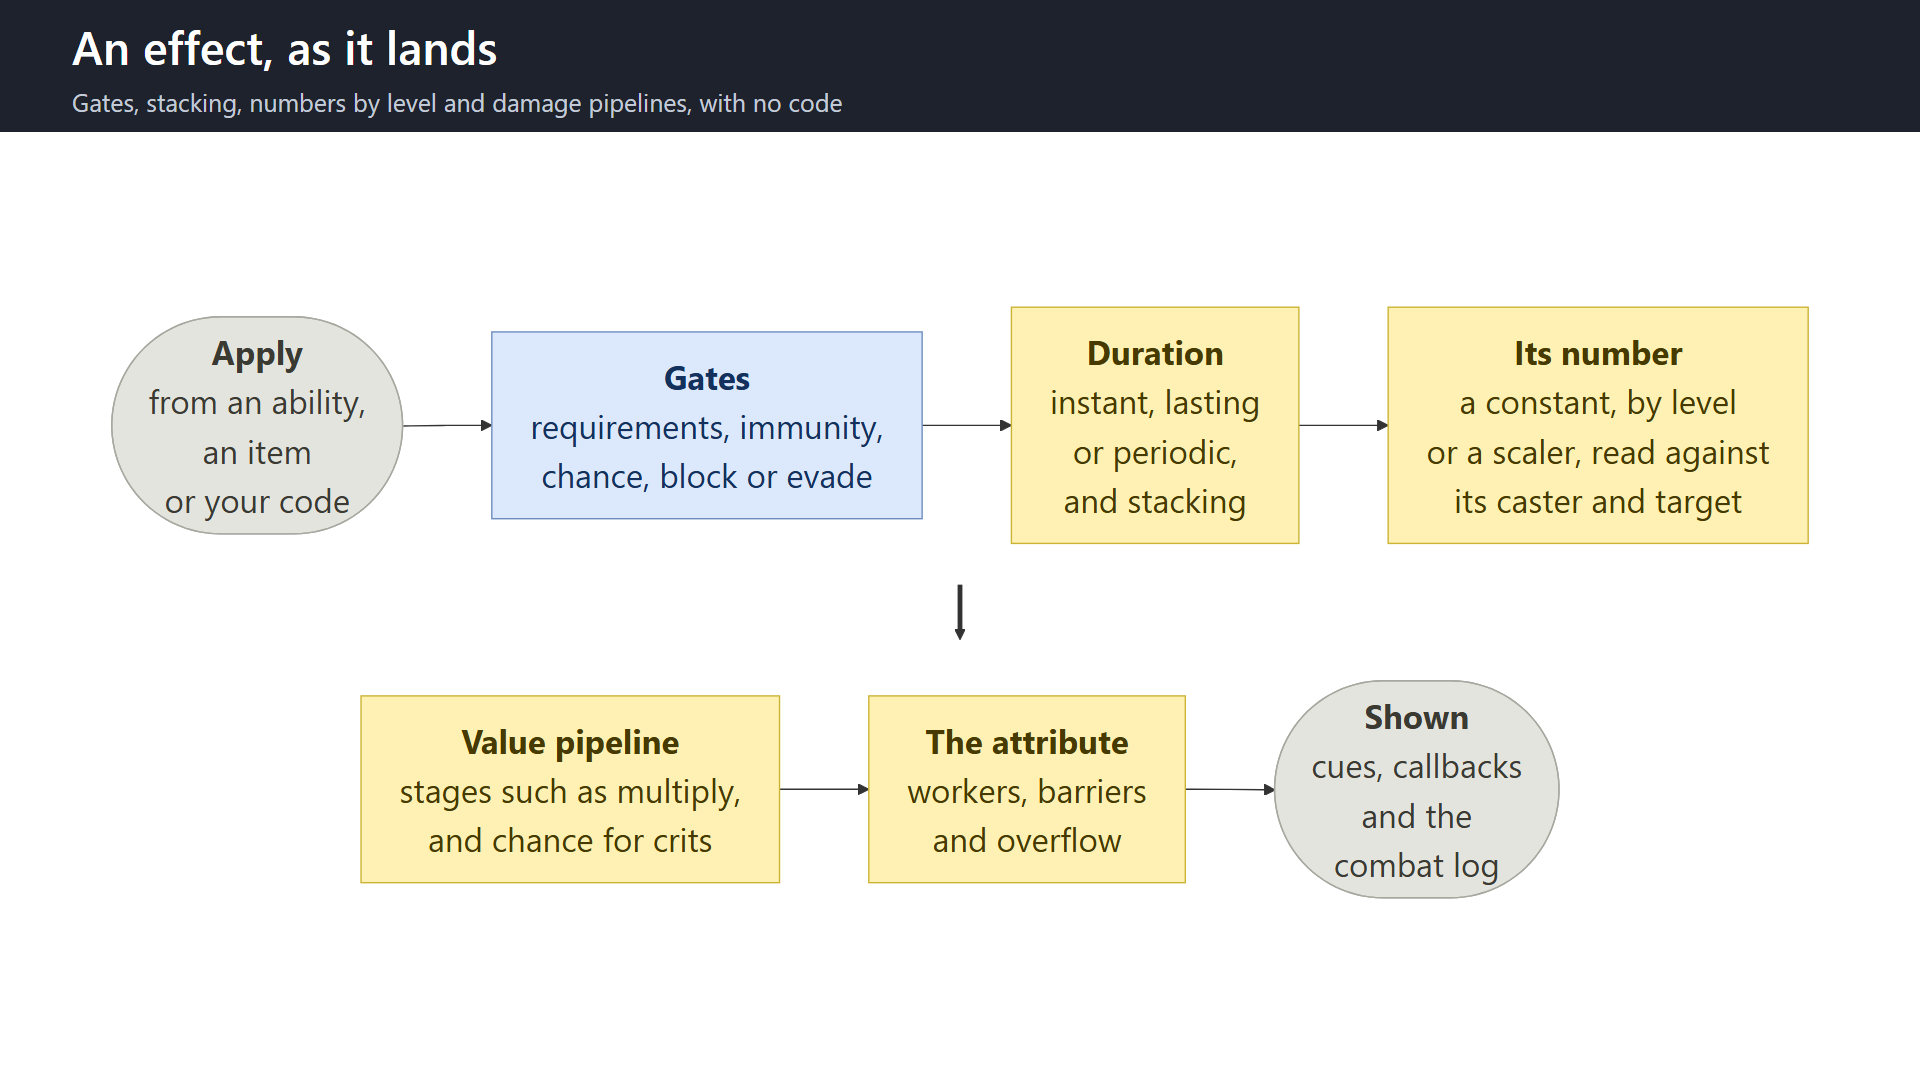 An effect, as it lands
Gates, stacking, numbers by level and damage pipelines, with no code
Apply
from an ability,
an item
or your code
Gates
requirements, immunity,
chance, block or evade
Duration
instant, lasting
or periodic,
and stacking
Its number
a constant, by level
or a scaler, read against
its caster and target
Value pipeline
stages such as multiply,
and chance for crits
The attribute
workers, barriers
and overflow
Shown
cues, callbacks
and the
combat log